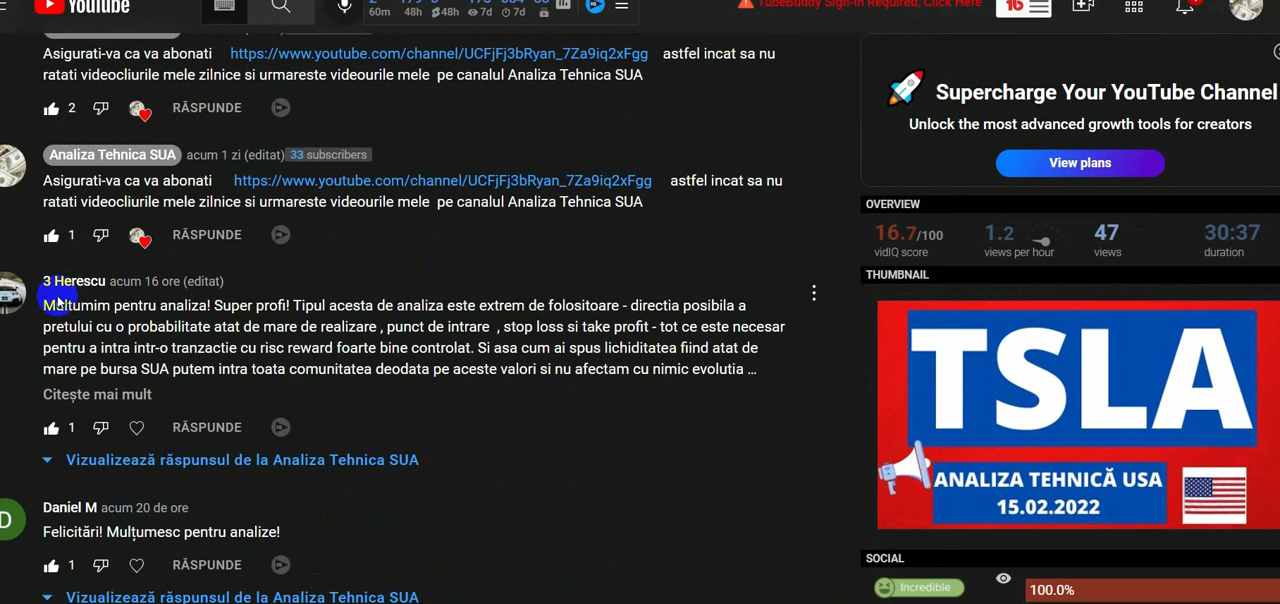 YouTube
60m 48h 48h 7d 7d
TubeBuddy Sign-in Required, Click Here
16
Asigurati-va ca va abonati https://www.youtube.com/channel/UCFjFj3bRyan_7Za9iq2xFgg astfel incat sa nu
ratati videocliurile mele zilnice si urmareste videourile mele pe canalul Analiza Tehnica SUA
2 RĂSPUNDE
Analiza Tehnica SUA acum 1 zi (editat) 33 subscribers
Asigurati-va ca va abonati https://www.youtube.com/channel/UCFjFj3bRyan_7Za9iq2xFgg astfel incat sa nu
ratati videocliurile mele zilnice si urmareste videourile mele pe canalul Analiza Tehnica SUA
1 RĂSPUNDE
3 Herescu acum 16 ore (editat)
Multumim pentru analiza! Super profi! Tipul acesta de analiza este extrem de folositoare - directia posibila a
pretului cu o probabilitate atat de mare de realizare , punct de intrare , stop loss si take profit - tot ce este necesar
pentru a intra intr-o tranzactie cu risc reward foarte bine controlat. Si asa cum ai spus lichiditatea fiind atat de
mare pe bursa SUA putem intra toata comunitatea deodata pe aceste valori si nu afectam cu nimic evolutia ...
Citește mai mult
1 RĂSPUNDE
Vizualizează răspunsul de la Analiza Tehnica SUA
D
Daniel M acum 20 de ore
Felicitări! Mulțumesc pentru analize!
1 RĂSPUNDE
Vizualizează răspunsul de la Analiza Tehnica SUA
Supercharge Your YouTube Channel
Unlock the most advanced growth tools for creators
View plans
OVERVIEW
16.7/100 1.2 47 30:37
vidIQ score views per hour views duration
THUMBNAIL
TSLA
ANALIZA TEHNICĂ USA
15.02.2022
SOCIAL
Incredible 100.0%